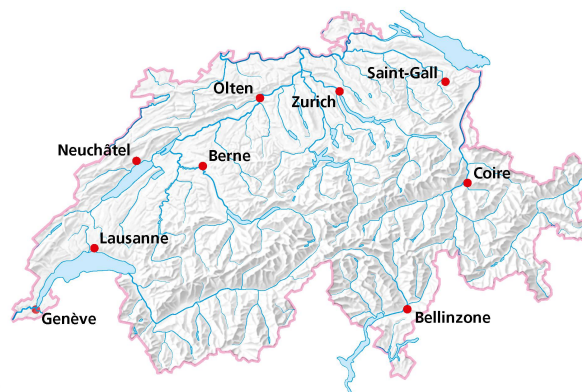 Saint-Gall
Olten
Zurich
Neuchâtel
Berne
Coire
Lausanne
Genève
Bellinzone